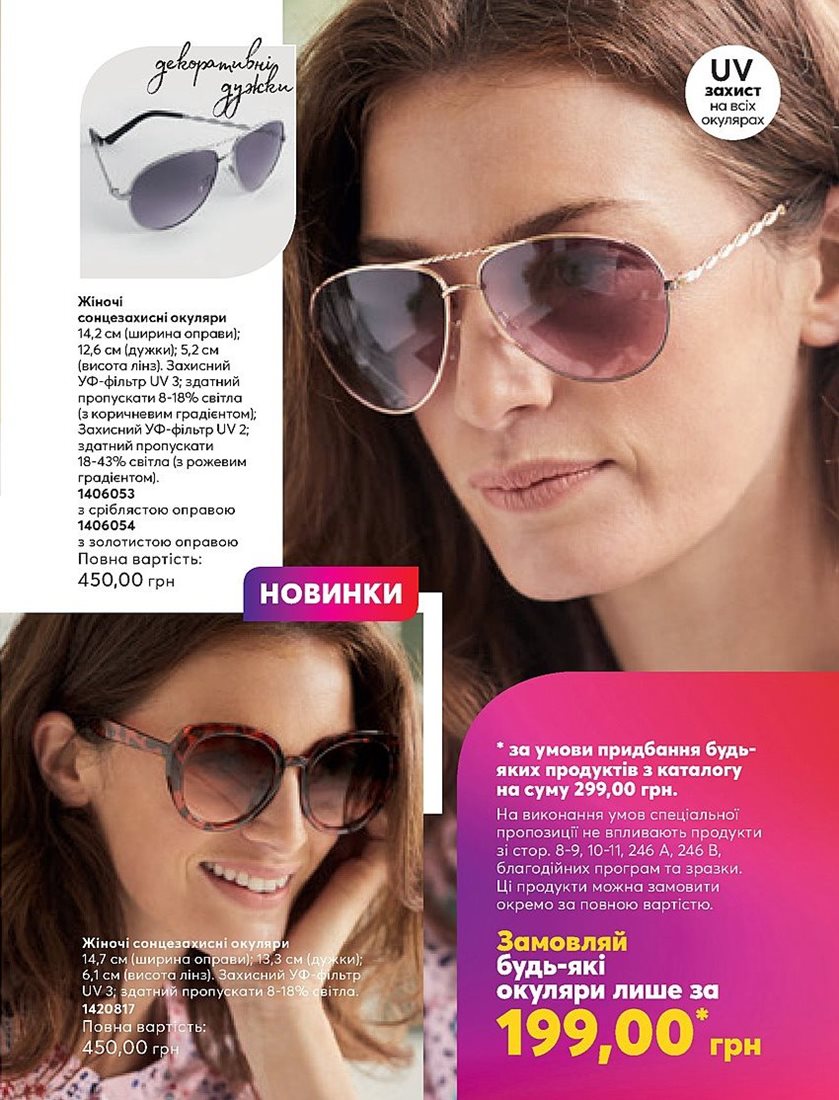 декоративні
дужки
UV
захист
на всіх
окулярах
Жіночі
сонцезахисні окуляри
14,2 см (ширина оправи);
12,6 см (дужки); 5,2 см
(висота лінз). Захисний
УФ-фільтр UV 3; здатний
пропускати 8-18% світла
(з коричневим градієнтом);
Захисний УФ-фільтр UV 2;
здатний пропускати
18-43% світла (з рожевим
градієнтом).
1406053
з сріблястою оправою
1406054
з золотистою оправою
Повна вартість:
450,00 грн
НОВИНКИ
Жіночі сонцезахисні окуляри
14,7 см (ширина оправи); 13,3 см (дужки);
6,1 см (висота лінз). Захисний УФ-фільтр
UV 3; здатний пропускати 8-18% світла.
1420817
Повна вартість:
450,00 грн
* за умови придбання будь-
яких продуктів з каталогу
на суму 299,00 грн.
На виконання умов спеціальної
пропозиції не впливають продукти
зі стор. 8-9, 10-11, 246 А, 246 В,
благодійних програм та зразки.
Ці продукти можна замовити
окремо за повною вартістю.
Замовляй
будь-які
окуляри лише за
199,00* грн